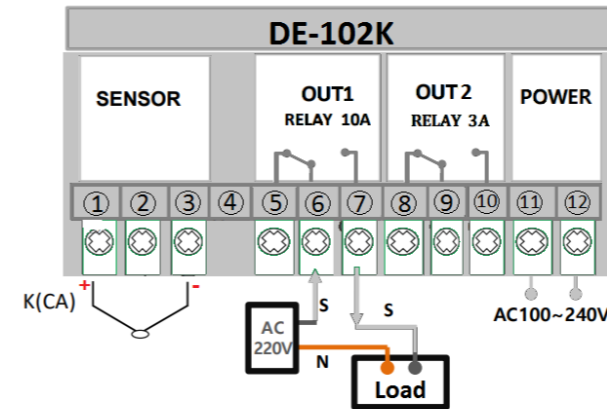 DE-102K
SENSOR
OUT1
RELAY 10A
OUT 2
RELAY 3A
POWER
① ② ③ ④ ⑤ ⑥ ⑦ ⑧ ⑨ ⑩ ⑪ ⑫
+ -
K(CA)
AC
220V
S
S
N
Load
AC100~240V